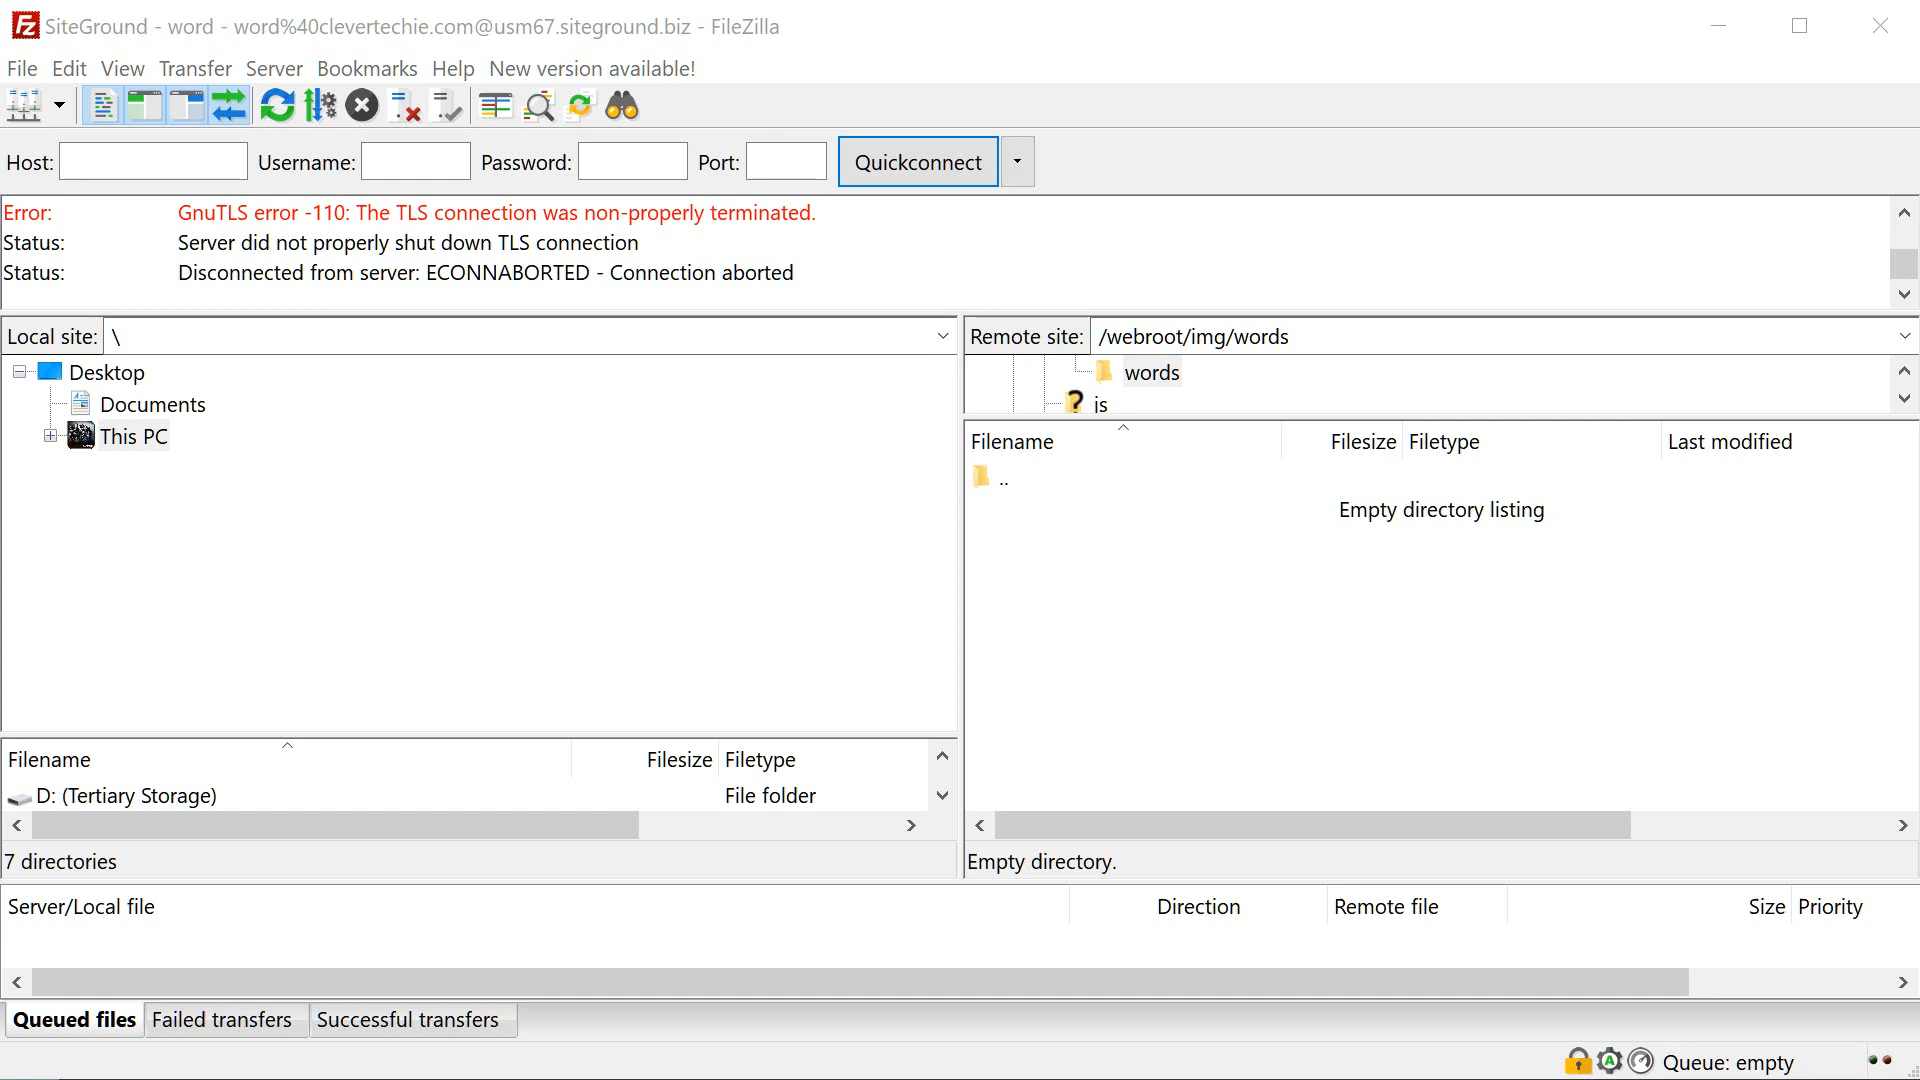 SiteGround - word - word%40clevertechie.com@usm67.siteground.biz - FileZilla
File Edit View Transfer Server Bookmarks Help New version available!
Host: Username: Password: Port: Quickconnect
Error: GnuTLS error -110: The TLS connection was non-properly terminated.
Status: Server did not properly shut down TLS connection
Status: Disconnected from server: ECONNABORTED - Connection aborted
Local site: \
Desktop
Documents
This PC
Filename Filesize Filetype
D: (Tertiary Storage) File folder
7 directories
Remote site: /webroot/img/words
words
js
Filename Filesize Filetype Last modified
..
Empty directory listing
Empty directory.
Server/Local file Direction Remote file Size Priority
Queued files Failed transfers Successful transfers
Queue: empty